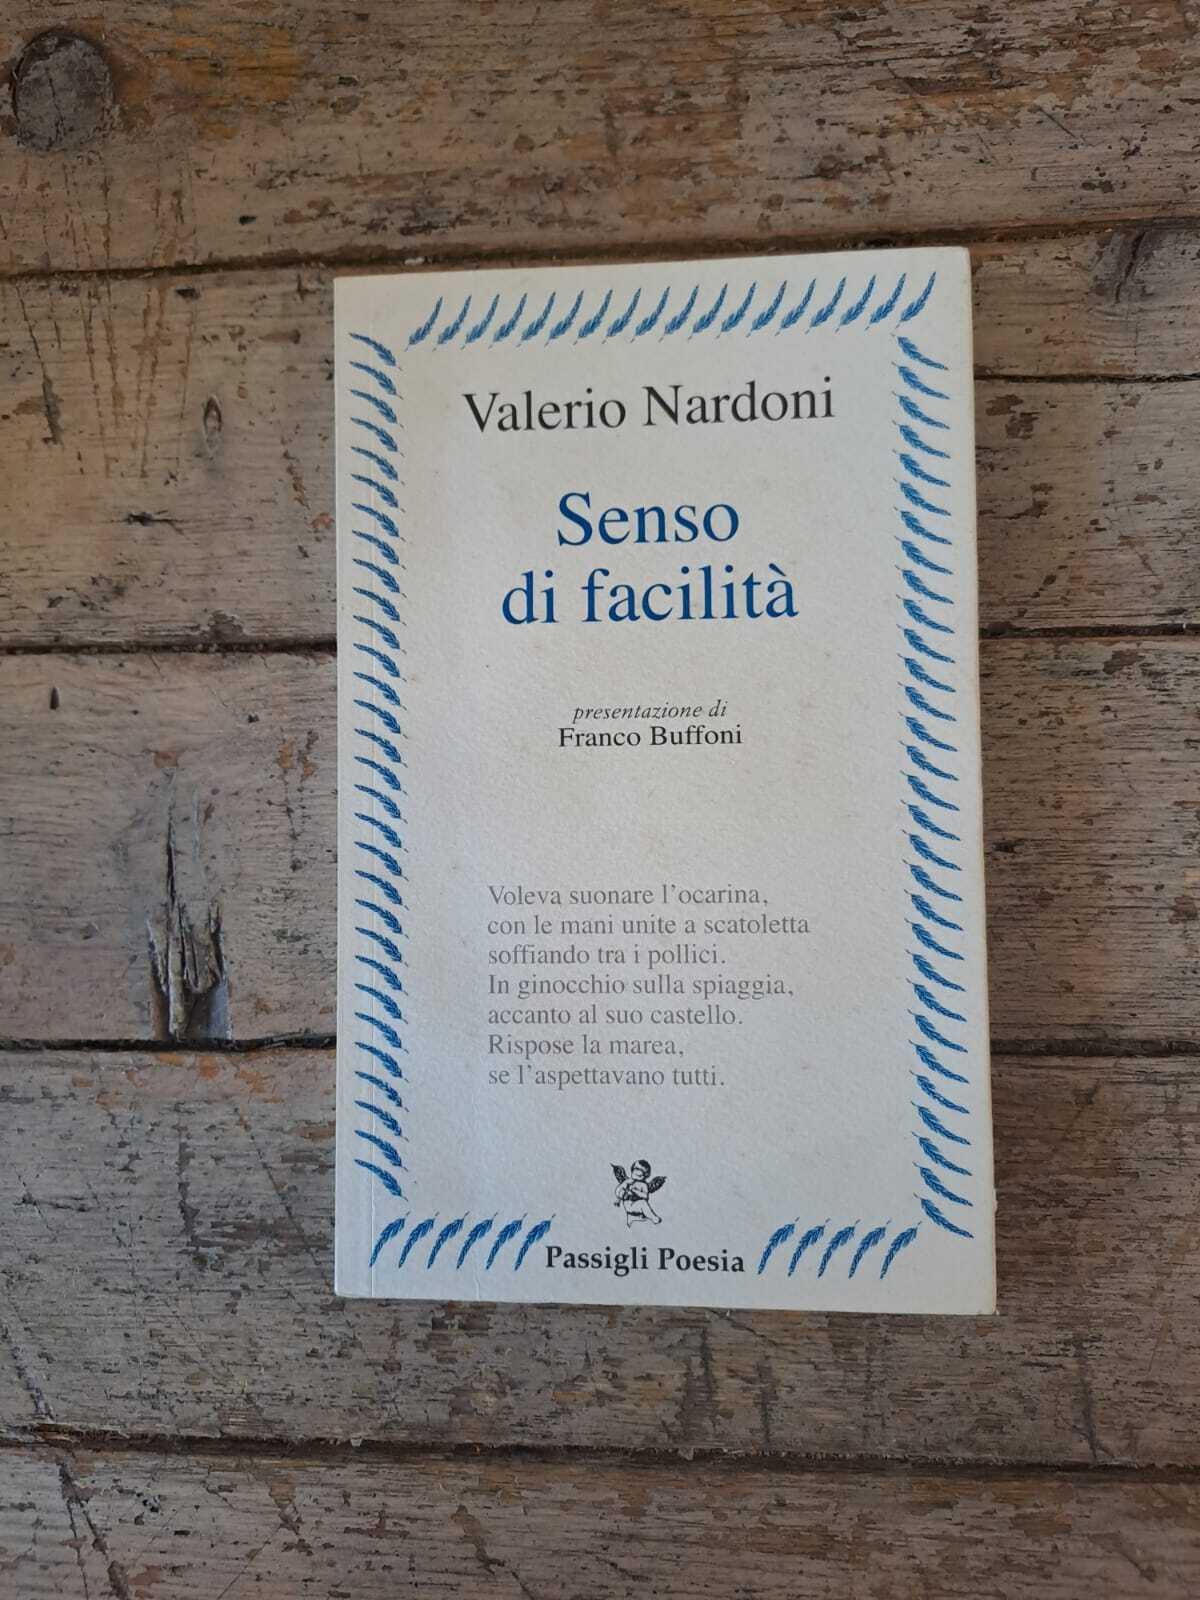 Valerio Nardoni
Senso
di facilità
presentazione di
Franco Buffoni
Voleva suonare l'ocarina,
con le mani unite a scatoletta
soffiando tra i pollici.
In ginocchio sulla spiaggia,
accanto al suo castello.
Rispose la marea,
se l'aspettavano tutti.
Passigli Poesia